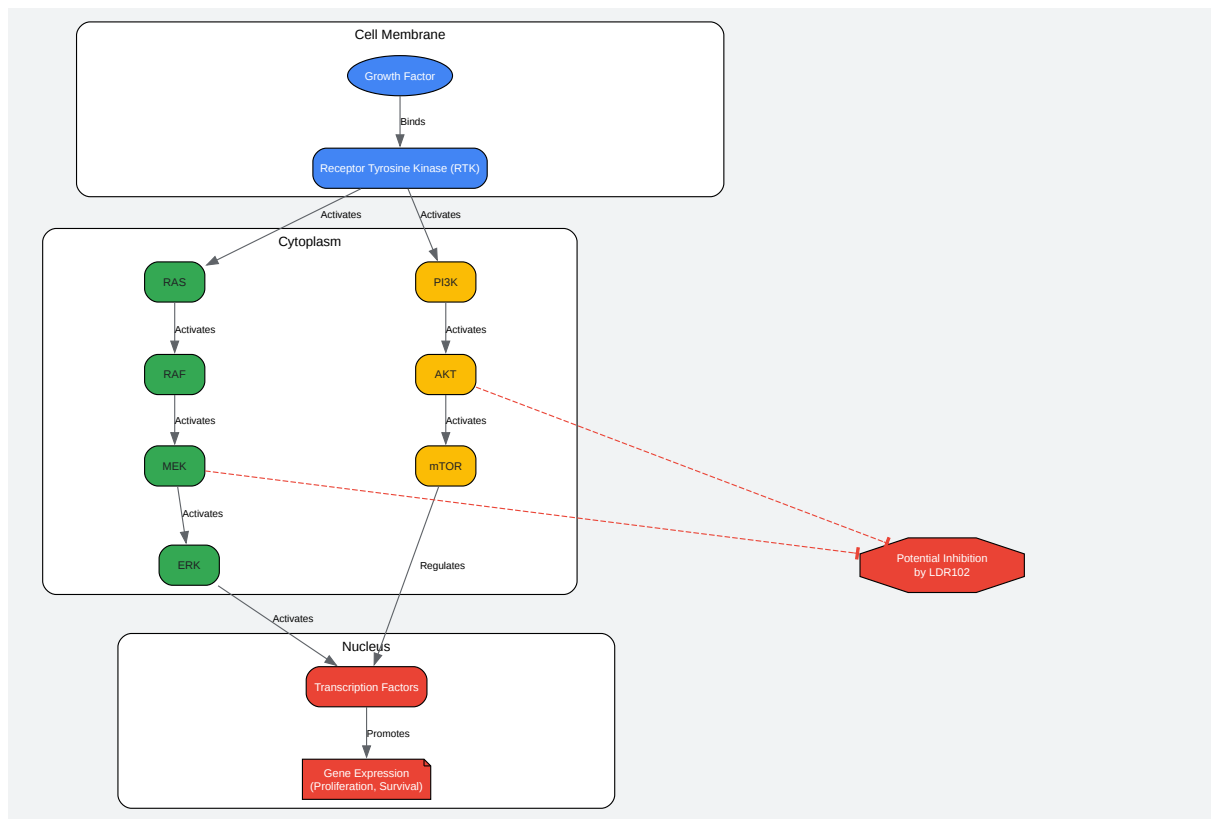 Cell Membrane
Growth Factor
Binds
Receptor Tyrosine Kinase (RTK)
Activates
Activates
Cytoplasm
RAS
PI3K
Activates
Activates
RAF
AKT
Activates
Activates
MEK
mTOR
Activates
Potential Inhibition
by LDR102
ERK
Regulates
Activates
Nucleus
Transcription Factors
Promotes
Gene Expression
(Proliferation, Survival)